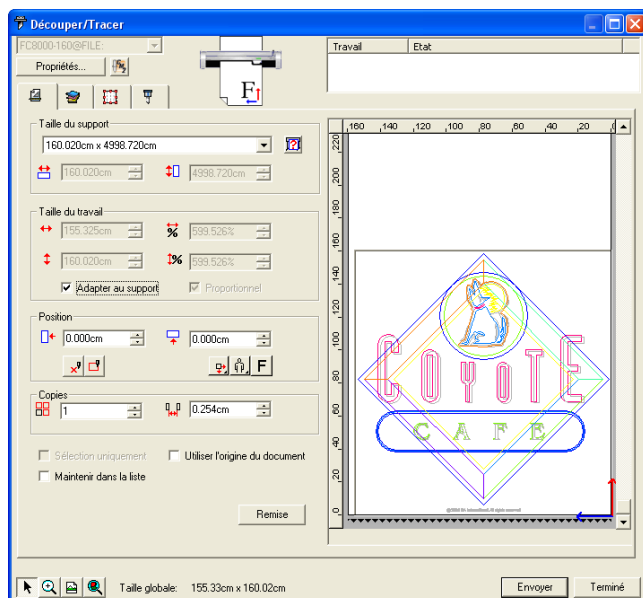 Découper/Tracer
FC8000-160@FILE:
Propriétés...
F
Travail Etat
Taille du support
160.020cm x 4998.720cm
160.020cm 4998.720cm
Taille du travail
155.325cm % 599.526%
160.020cm % 599.526%
Adapter au support Proportionnel
Position
0.000cm 0.000cm
F
Copies
1 0.254cm
Sélection uniquement Utiliser l'origine du document
Maintenir dans la liste
Remise
160 140 120 100 80 60 40 20 0
220
200
180
160
140
120
100
80
60
40
20
0
COYOTE
CAFE
Taille globale: 155.33cm x 160.02cm
Envoyer Terminé